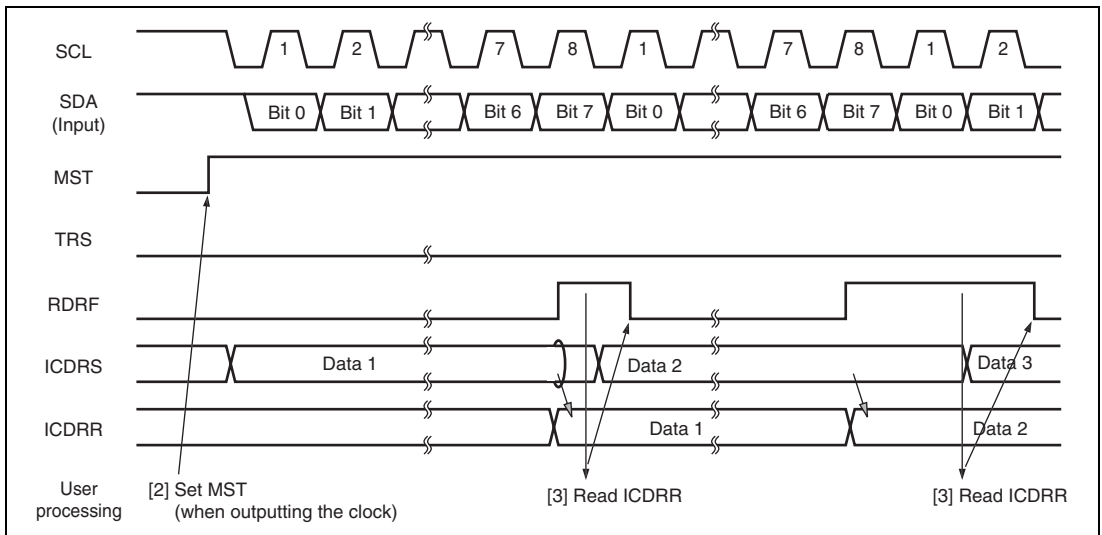 SCL 1 2 7 8 1 7 8 1 2
SDA
(Input)
Bit 0 Bit 1 Bit 6 Bit 7 Bit 0 Bit 6 Bit 7 Bit 0 Bit 1
MST
TRS
RDRF
ICDRS Data 1 Data 2 Data 3
ICDRR Data 1 Data 2
User
processing
[2] Set MST
(when outputting the clock)
[3] Read ICDRR
[3] Read ICDRR